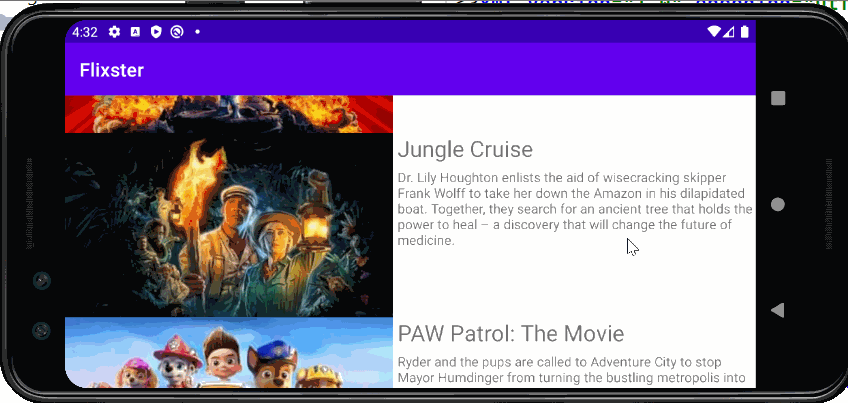 4:32
Flixster
Jungle Cruise
Dr. Lily Houghton enlists the aid of wisecracking skipper
Frank Wolff to take her down the Amazon in his dilapidated
boat. Together, they search for an ancient tree that holds the
power to heal – a discovery that will change the future of
medicine.
PAW Patrol: The Movie
Ryder and the pups are called to Adventure City to stop
Mayor Humdinger from turning the bustling metropolis into